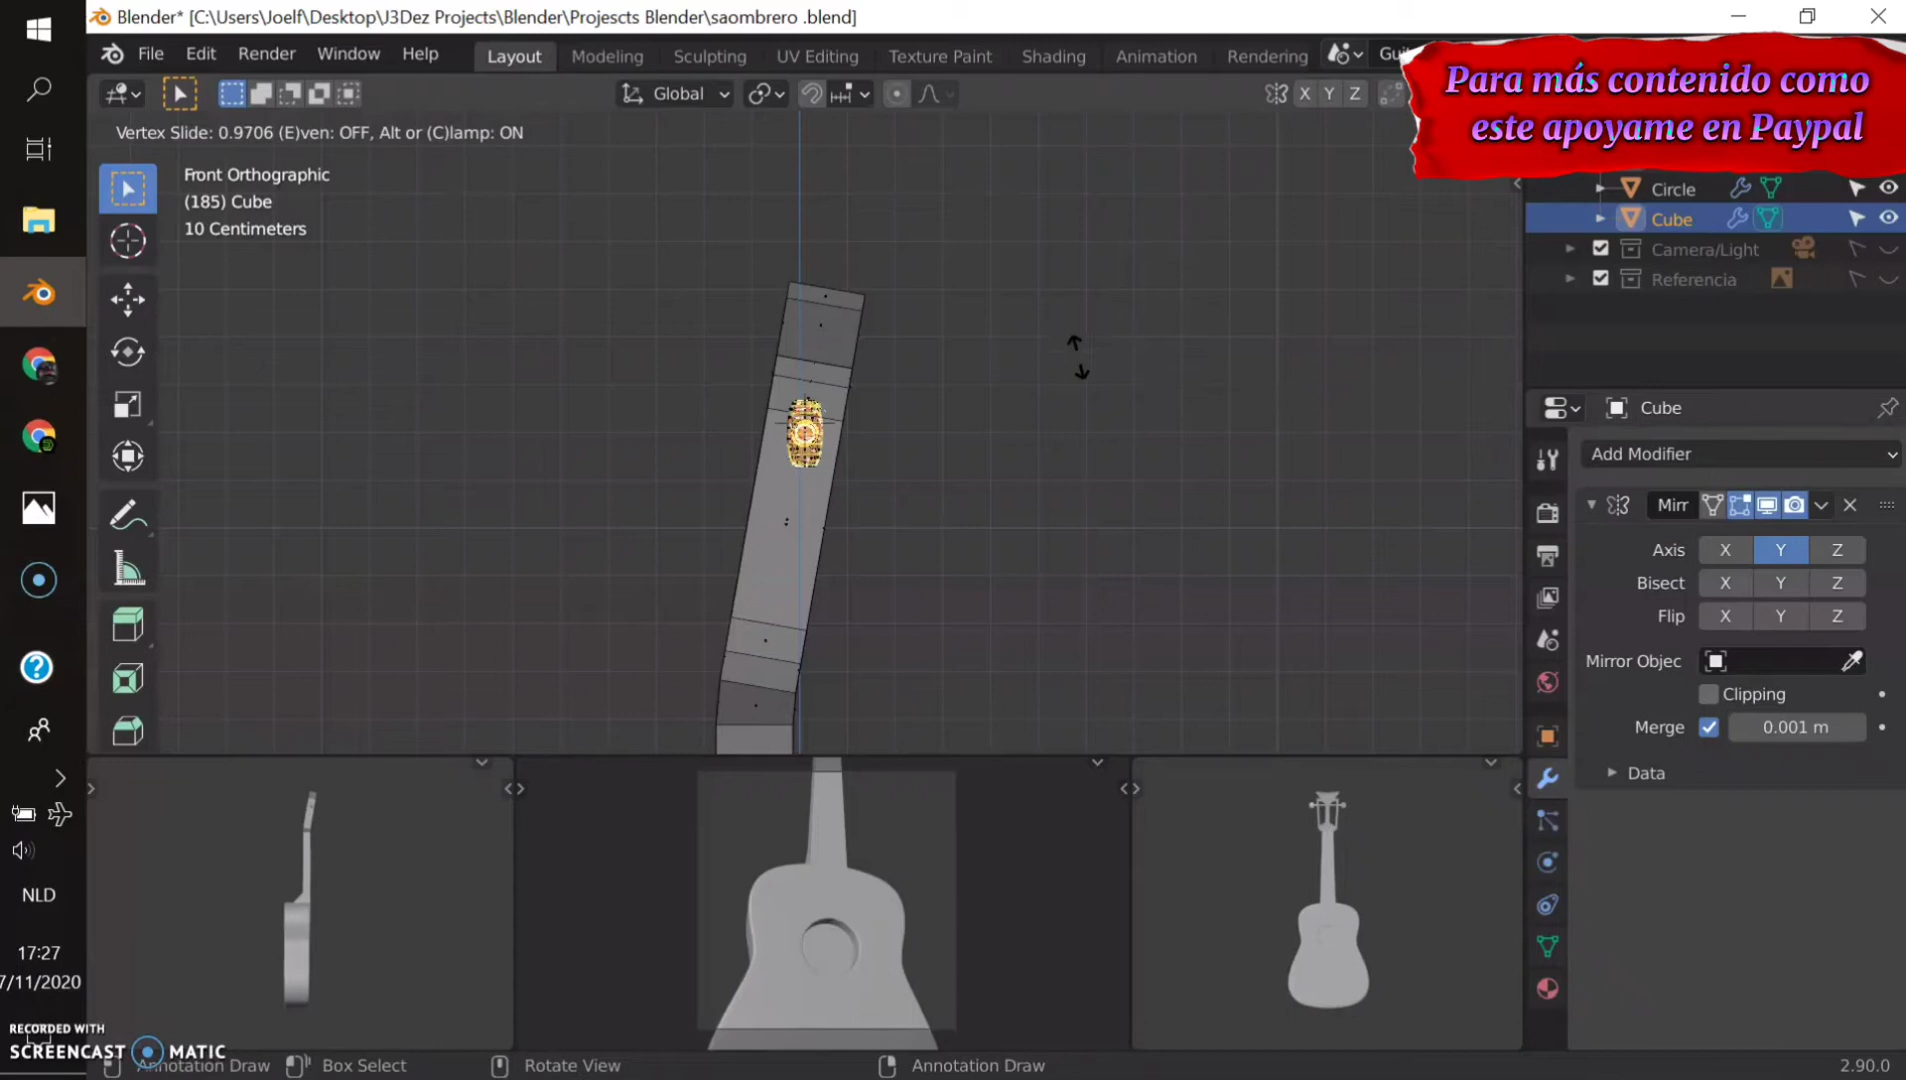 Blender* [C:\Users\Joelf\Desktop\J3Dez Projects\Blender\Projescts Blender\saombrero .blend]
File Edit Render Window Help Layout Modeling Sculpting UV Editing Texture Paint Shading Animation Rendering
Para más contenido como
este apoyame en Paypal
Global X Y Z
Vertex Slide: 0.9706 (E)ven: OFF, Alt or (C)lamp: ON
Front Orthographic
(185) Cube
10 Centimeters
Circle
Cube
Camera/Light
Referencia
Cube
Add Modifier
Mirr
Axis X Y Z
Bisect X Y Z
Flip X Y Z
Mirror Objec
Clipping
Merge 0.001 m
Data
NLD
17:27
7/11/2020
RECORDED WITH
SCREENCAST MATIC
Annotation Draw Box Select Rotate View Annotation Draw 2.90.0